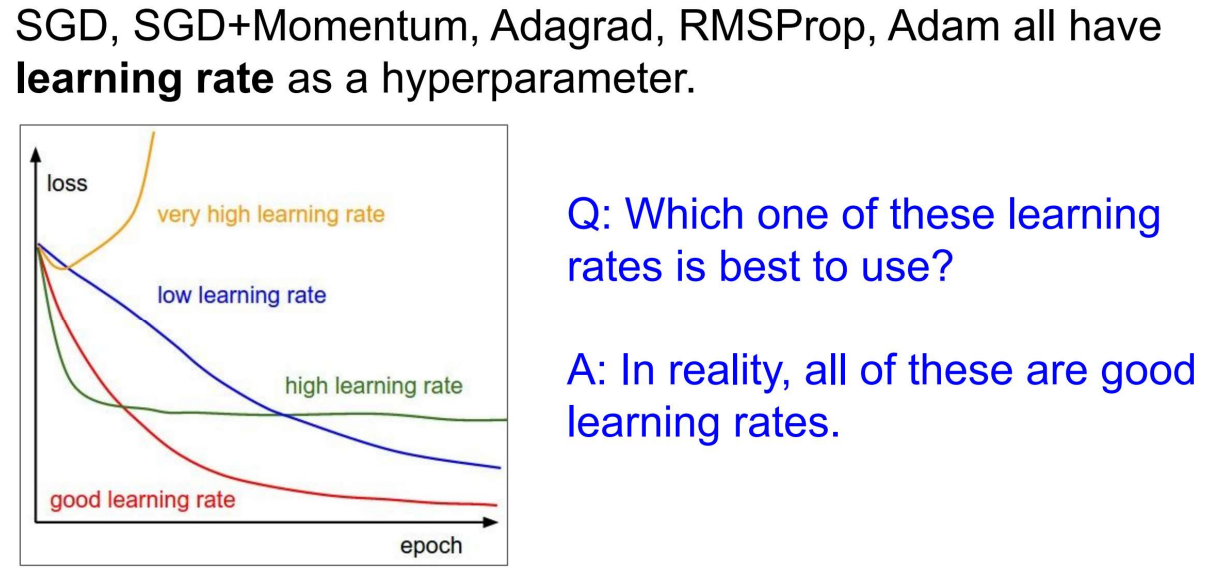 SGD, SGD+Momentum, Adagrad, RMSProp, Adam all have
learning rate as a hyperparameter.
loss
very high learning rate
low learning rate
high learning rate
good learning rate
epoch
Q: Which one of these learning
rates is best to use?
A: In reality, all of these are good
learning rates.